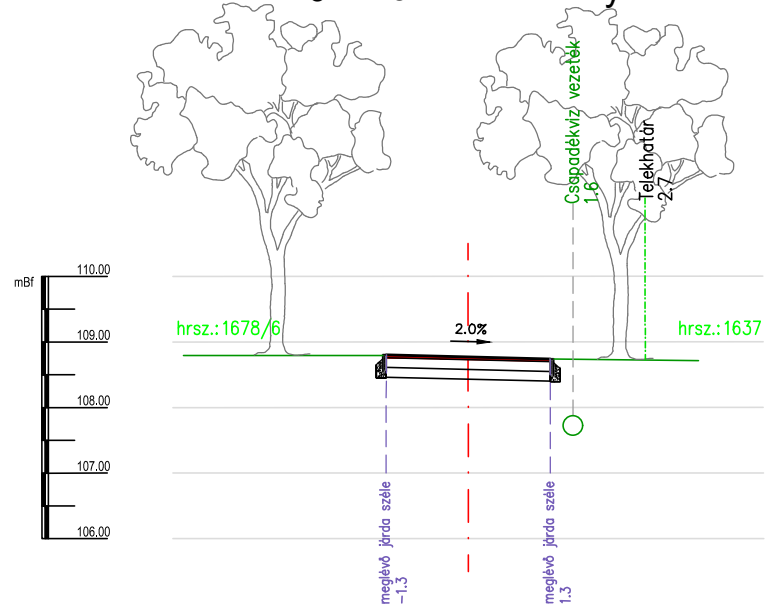 Csapadékvíz vezeték
1.6
Telekhatár
2.7
mBf
110.00
109.00
108.00
107.00
106.00
hrsz.:1678/6
2.0%
hrsz.:1637
meglévő járda széle
-1.3
meglévő járda széle
1.3